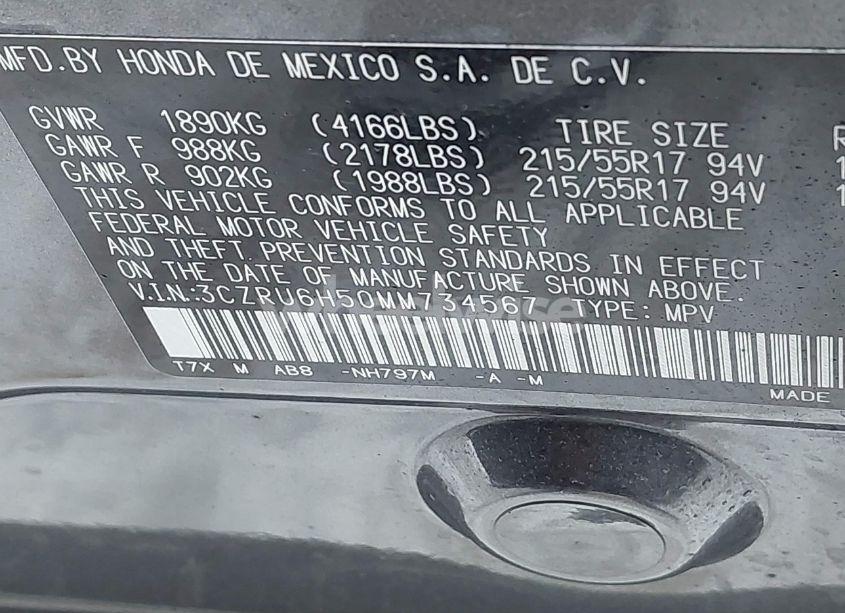 MFD.BY HONDA DE MEXICO S.A. DE C.V.
GVWR 1890KG (4166LBS) TIRE SIZE R
GAWR F 988KG (2178LBS) 215/55R17 94V 1
GAWR R 902KG (1988LBS) 215/55R17 94V 1
THIS VEHICLE CONFORMS TO ALL APPLICABLE
FEDERAL MOTOR VEHICLE SAFETY
AND THEFT PREVENTION STANDARDS IN EFFECT
ON THE DATE OF MANUFACTURE SHOWN ABOVE.
V.I.N.:3CZRU6H50MM734567 TYPE: MPV
T7X M AB8 -NH797M -A -M
MADE